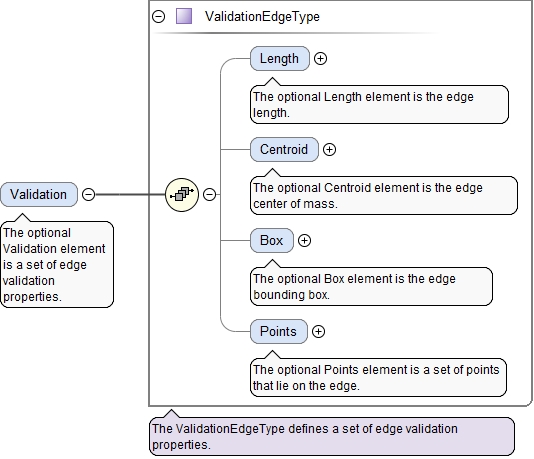 ValidationEdgeType
Length
The optional Length element is the edge
length.
Centroid
The optional Centroid element is the edge
center of mass.
Validation
The optional
Validation element
is a set of edge
validation
properties.
Box
The optional Box element is the edge
bounding box.
Points
The optional Points element is a set of points
that lie on the edge.
The ValidationEdgeType defines a set of edge validation
properties.